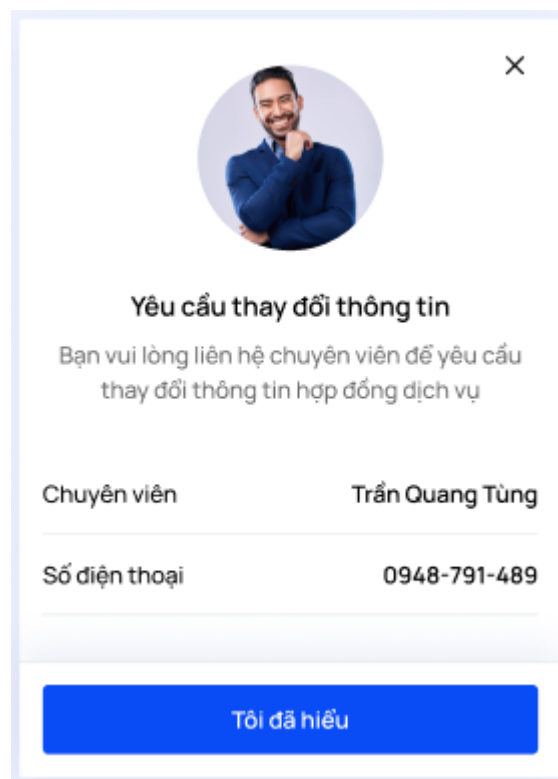 Yêu cầu thay đổi thông tin
Bạn vui lòng liên hệ chuyên viên để yêu cầu
thay đổi thông tin hợp đồng dịch vụ
Chuyên viên Trần Quang Tùng
Số điện thoại 0948-791-489
Tôi đã hiểu